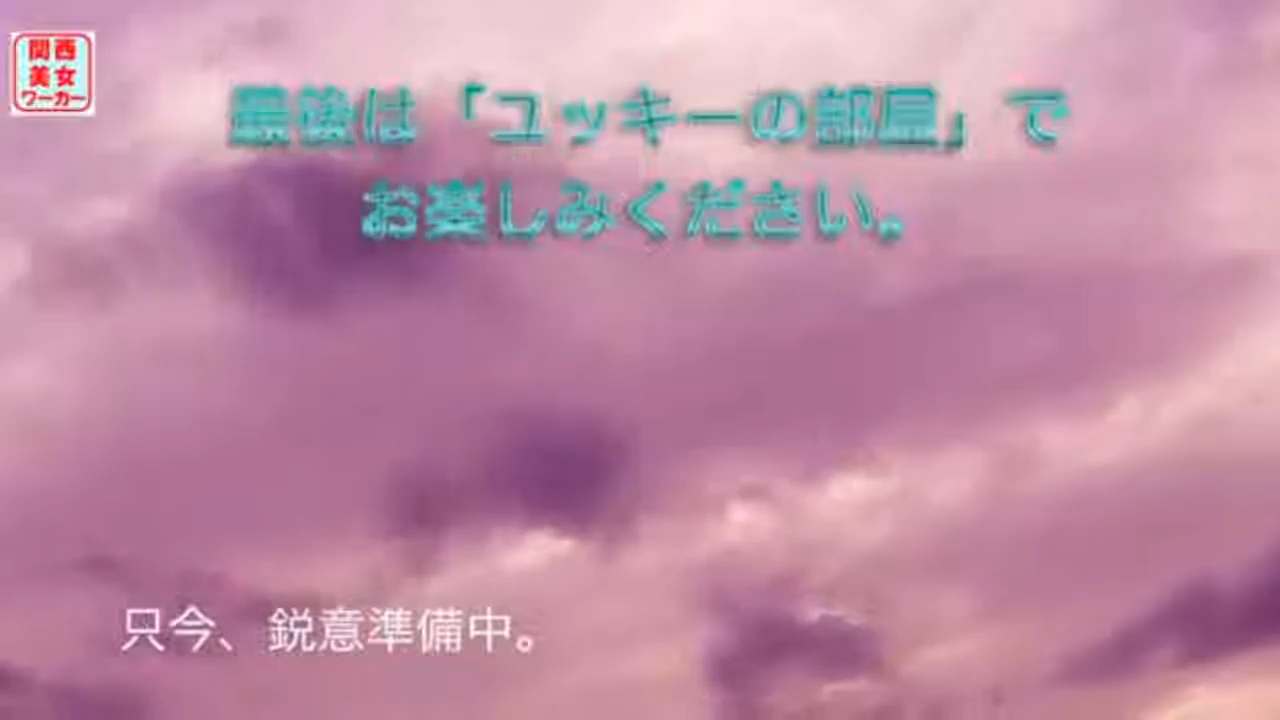 関西
美女
ワーカー
最後は「ユッキーの部屋」で
お楽しみください。
只今、鋭意準備中。